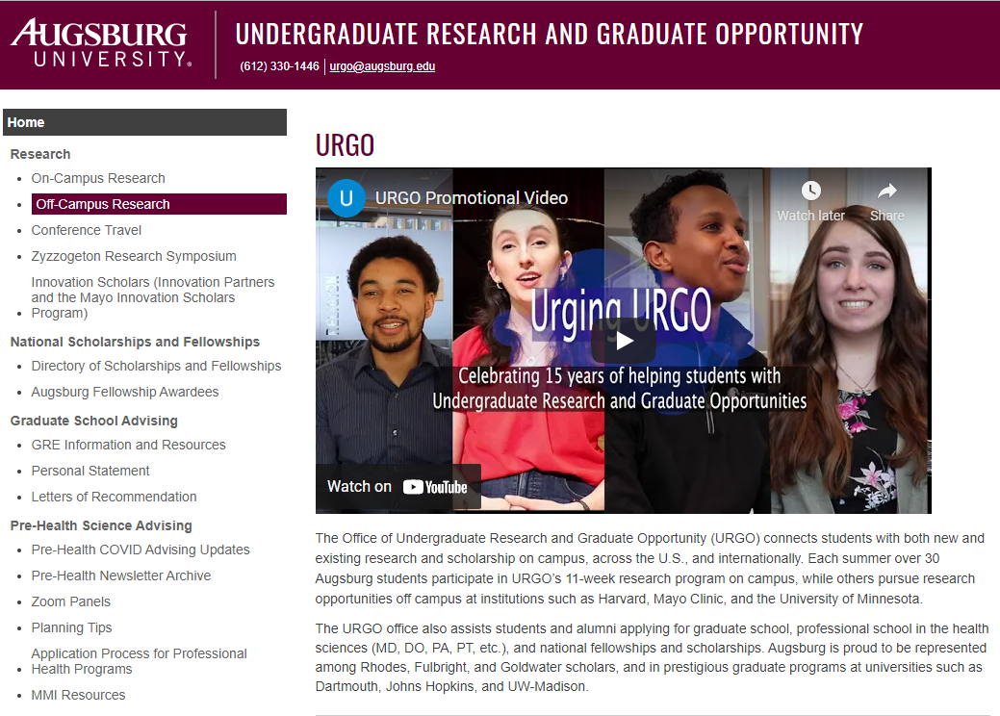 AUGSBURG
UNIVERSITY®
UNDERGRADUATE RESEARCH AND GRADUATE OPPORTUNITY
(612) 330-1446 | urgo@augsburg.edu
Home
Research
• On-Campus Research
• Off-Campus Research
• Conference Travel
• Zyzzogeton Research Symposium
Innovation Scholars (Innovation Partners
and the Mayo Innovation Scholars
• Program)
National Scholarships and Fellowships
• Directory of Scholarships and Fellowships
• Augsburg Fellowship Awardees
Graduate School Advising
• GRE Information and Resources
• Personal Statement
• Letters of Recommendation
Pre-Health Science Advising
• Pre-Health COVID Advising Updates
• Pre-Health Newsletter Archive
• Zoom Panels
• Planning Tips
Application Process for Professional
• Health Programs
• MMI Resources
URGO
U URGO Promotional Video
Watch later Share
Urging URGO
Celebrating 15 years of helping students with
Undergraduate Research and Graduate Opportunities
Watch on YouTube
The Office of Undergraduate Research and Graduate Opportunity (URGO) connects students with both new and
existing research and scholarship on campus, across the U.S., and internationally. Each summer over 30
Augsburg students participate in URGO's 11-week research program on campus, while others pursue research
opportunities off campus at institutions such as Harvard, Mayo Clinic, and the University of Minnesota.
The URGO office also assists students and alumni applying for graduate school, professional school in the health
sciences (MD, DO, PA, PT, etc.), and national fellowships and scholarships. Augsburg is proud to be represented
among Rhodes, Fulbright, and Goldwater scholars, and in prestigious graduate programs at universities such as
Dartmouth, Johns Hopkins, and UW-Madison.